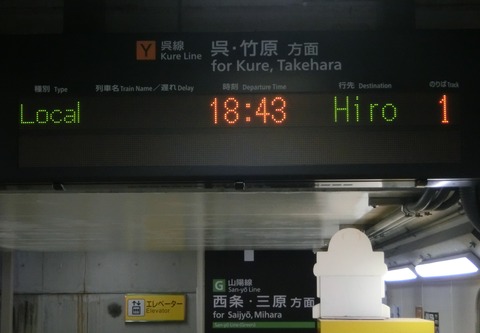 Y 呉線 呉・竹原 方面
Kure Line for Kure, Takehara
種別 Type 列車名 Train Name／遅れ Delay 時刻 Departure Time 行先 Destination のりば Track
Local 18:43 Hiro 1
G 山陽線
San-yō Line
西条・三原 方面
for Saijyō, Mihara
エレベーター
Elevator